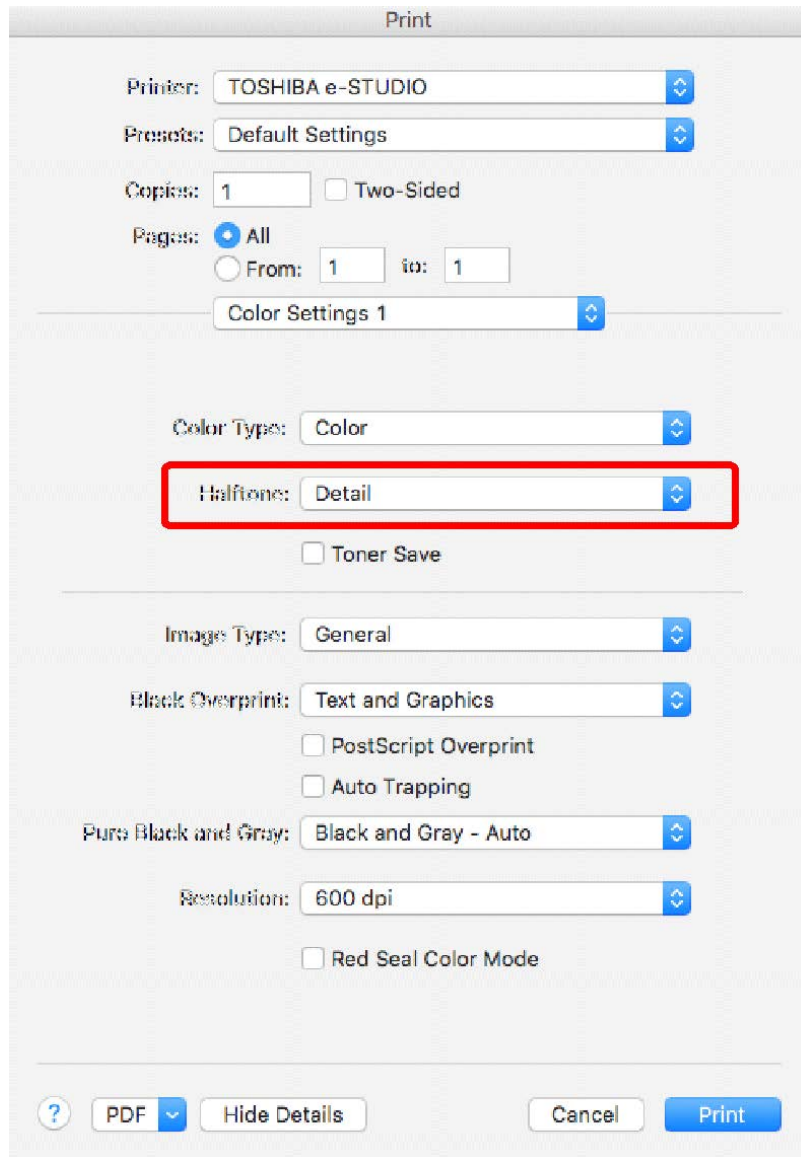 Print
Printer: TOSHIBA e-STUDIO
Presets: Default Settings
Copies: 1 Two-Sided
Pages: All
From: 1 to: 1
Color Settings 1
Color Type: Color
Halftone: Detail
Toner Save
Image Type: General
Black Overprint: Text and Graphics
PostScript Overprint
Auto Trapping
Pure Black and Gray: Black and Gray - Auto
Resolution: 600 dpi
Red Seal Color Mode
? PDF Hide Details Cancel Print